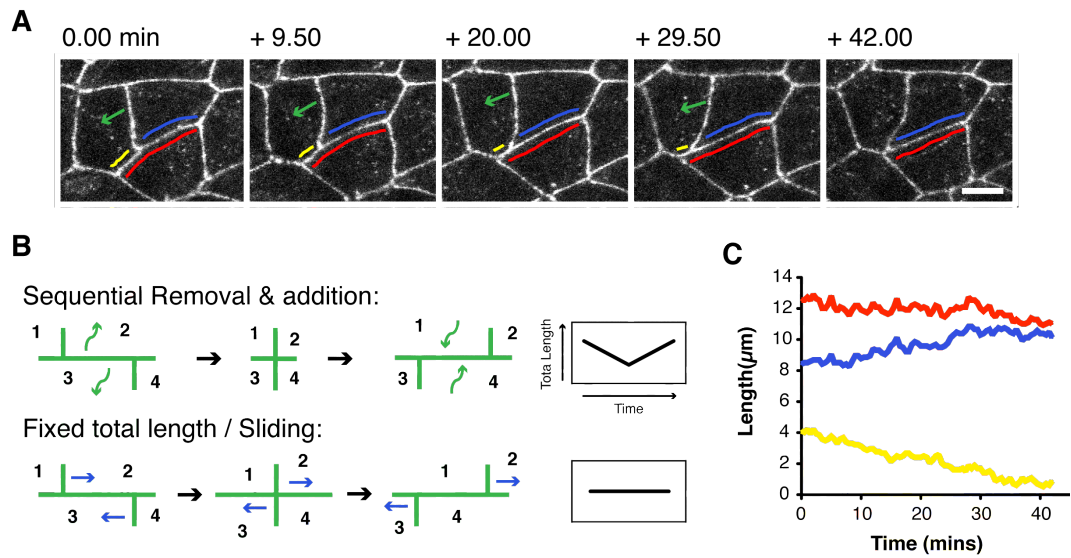 A
0.00 min + 9.50 + 20.00 + 29.50 + 42.00
B
Sequential Removal & addition:
1 2 3 4
1 2 3 4
1 2 3 4
Tota Length
Time
Fixed total length / Sliding:
1 2 3 4
1 2 3 4
1 2 3 4
C
Length(µm)
14
12
10
8
6
4
2
0
0 10 20 30 40
Time (mins)